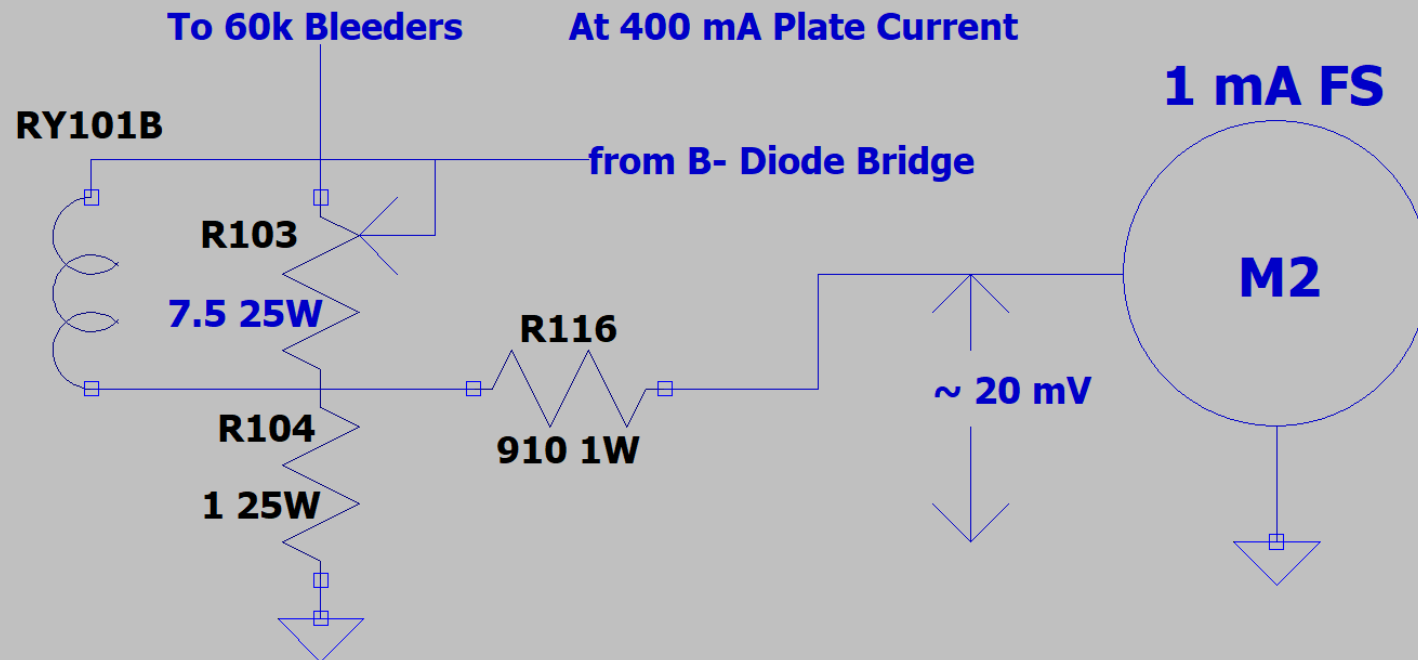 To 60k Bleeders
At 400 mA Plate Current
1 mA FS
RY101B
from B- Diode Bridge
R103
7.5 25W
M2
R116
910 1W
~ 20 mV
R104
1 25W